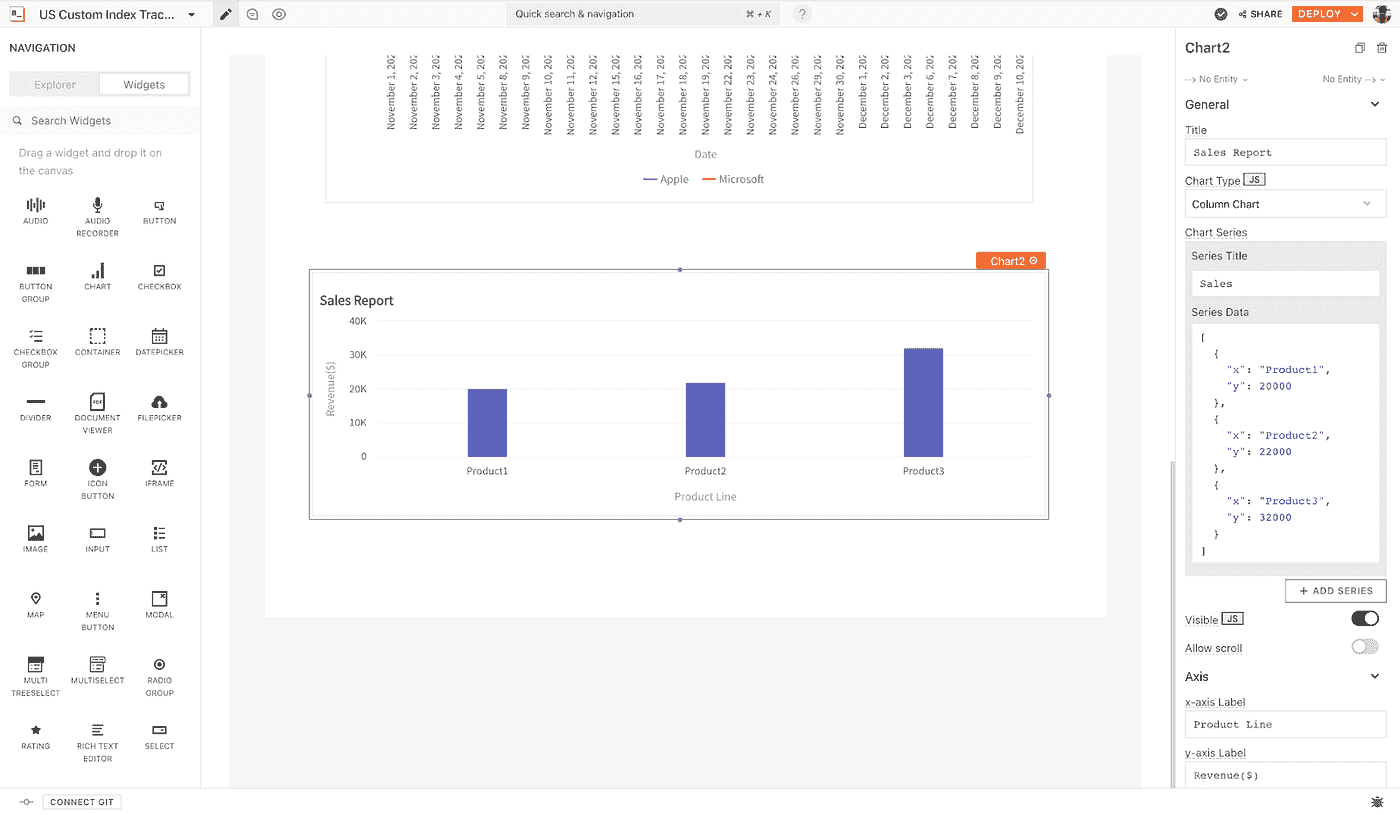 US Custom Index Trac...
Quick search & navigation
⌘ + K
?
SHARE
DEPLOY
NAVIGATION
Explorer
Widgets
Search Widgets
Drag a widget and drop it on
the canvas
AUDIO
AUDIO
RECORDER
BUTTON
BUTTON
GROUP
CHART
CHECKBOX
CHECKBOX
GROUP
CONTAINER
DATEPICKER
DIVIDER
DOCUMENT
VIEWER
FILEPICKER
FORM
ICON
BUTTON
IFRAME
IMAGE
INPUT
LIST
MAP
MENU
BUTTON
MODAL
MULTI
TREESELECT
MULTISELECT
RADIO
GROUP
RATING
RICH TEXT
EDITOR
SELECT
CONNECT GIT
November 1, 202
November 2, 202
November 3, 202
November 4, 202
November 5, 202
November 8, 202
November 9, 202
November 10, 202
November 11, 202
November 12, 202
November 15, 202
November 16, 202
November 17, 202
November 18, 202
November 19, 202
November 22, 202
November 23, 202
November 24, 202
November 26, 202
November 29, 202
November 30, 202
December 1, 202
December 2, 202
December 3, 202
December 6, 202
December 7, 202
December 8, 202
December 9, 202
December 10, 202
Date
Apple
Microsoft
Chart2
Sales Report
40K
30K
20K
10K
0
Revenue($)
Product1
Product2
Product3
Product Line
Chart2
No Entity
No Entity
General
Title
Sales Report
Chart Type JS
Column Chart
Chart Series
Series Title
Sales
Series Data
[
{
"x": "Product1",
"y": 20000
},
{
"x": "Product2",
"y": 22000
},
{
"x": "Product3",
"y": 32000
}
]
+ ADD SERIES
Visible JS
Allow scroll
Axis
x-axis Label
Product Line
y-axis Label
Revenue($)